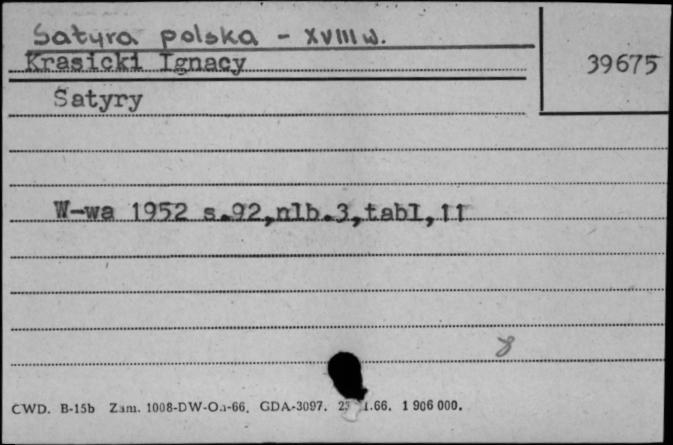 Satyra polska - XVIII w.
Krasicki Ignacy
39675
Satyry
W-wa 1952 s.92,nlb.3,tabl,11
8
CWD. B-15b Zam. 1008-DW-Oa-66. GDA-3097. 1.66. 1 906 000.